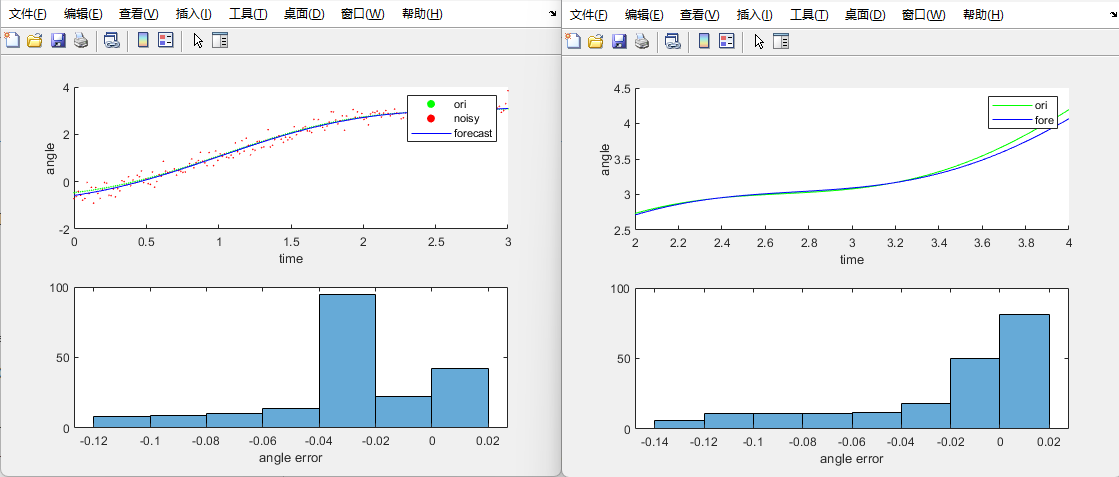 文件(F) 编辑(E) 查看(V) 插入(I) 工具(T) 桌面(D) 窗口(W) 帮助(H)
4
2
0
-2
angle
ori
noisy
forecast
0 0.5 1 1.5 2 2.5 3
time
100
50
0
-0.12 -0.1 -0.08 -0.06 -0.04 -0.02 0 0.02
angle error
文件(F) 编辑(E) 查看(V) 插入(I) 工具(T) 桌面(D) 窗口(W) 帮助(H)
4.5
4
3.5
3
2.5
angle
ori
fore
2 2.2 2.4 2.6 2.8 3 3.2 3.4 3.6 3.8 4
time
100
50
0
-0.14 -0.12 -0.1 -0.08 -0.06 -0.04 -0.02 0 0.02
angle error